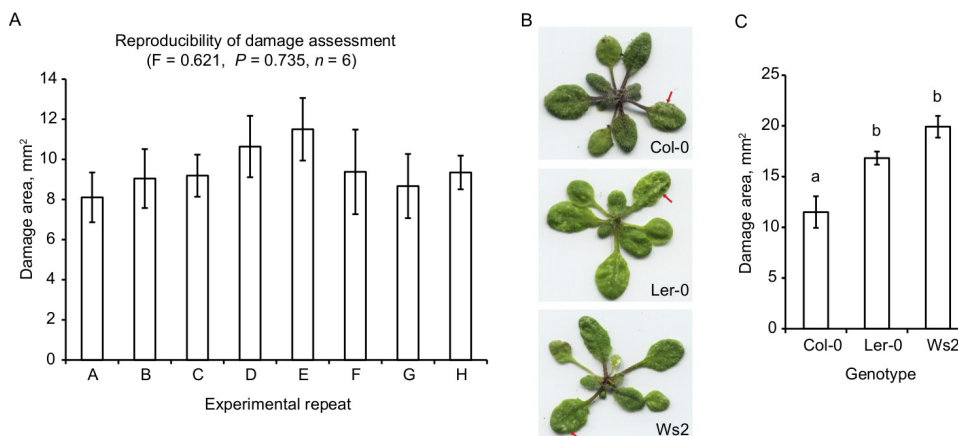 A
Reproducibility of damage assessment
(F = 0.621, P = 0.735, n = 6)
Damage area, mm²
14
12
10
8
6
4
2
0
A B C D E F G H
Experimental repeat
B
Col-0
Ler-0
Ws2
C
Damage area, mm²
25
20
15
10
5
0
a
b
b
Col-0 Ler-0 Ws2
Genotype